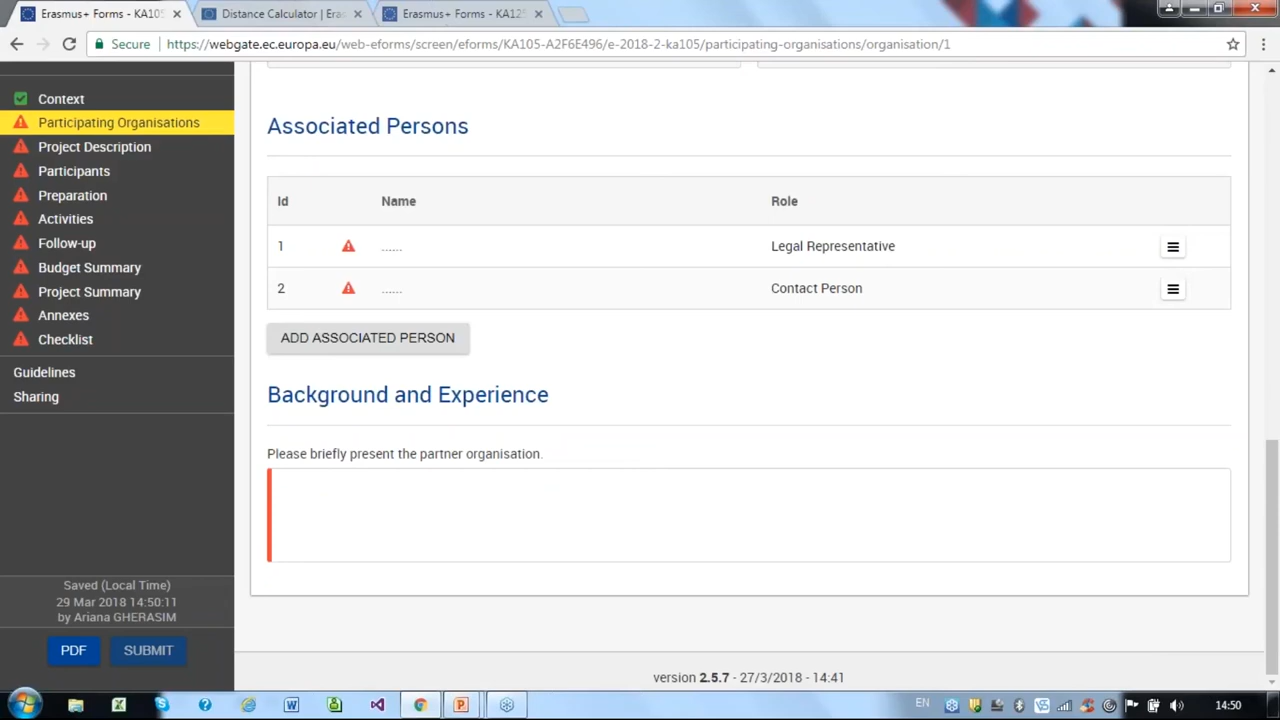 Erasmus+ Forms - KA105
Distance Calculator | Eras
Erasmus+ Forms - KA125
Secure
https://webgate.ec.europa.eu/web-eforms/screen/eforms/KA105-A2F6E496/e-2018-2-ka105/participating-organisations/organisation/1
Context
Participating Organisations
Project Description
Participants
Preparation
Activities
Follow-up
Budget Summary
Project Summary
Annexes
Checklist
Guidelines
Sharing
Saved (Local Time)
29 Mar 2018 14:50:11
by Ariana GHERASIM
PDF
SUBMIT
Associated Persons
Id Name Role
1 ...... Legal Representative
2 ...... Contact Person
ADD ASSOCIATED PERSON
Background and Experience
Please briefly present the partner organisation.
version 2.5.7 - 27/3/2018 - 14:41
EN
14:50